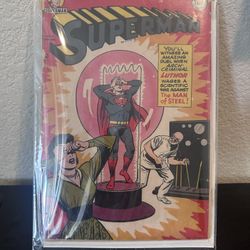 SUPERMAN
YOU'LL
WITNESS AN
AMAZING
DUEL WHEN
ARCH-
CRIMINAL
LUTHOR
WAGES A
SCIENTIFIC
WAR AGAINST
THE MAN
OF STEEL!